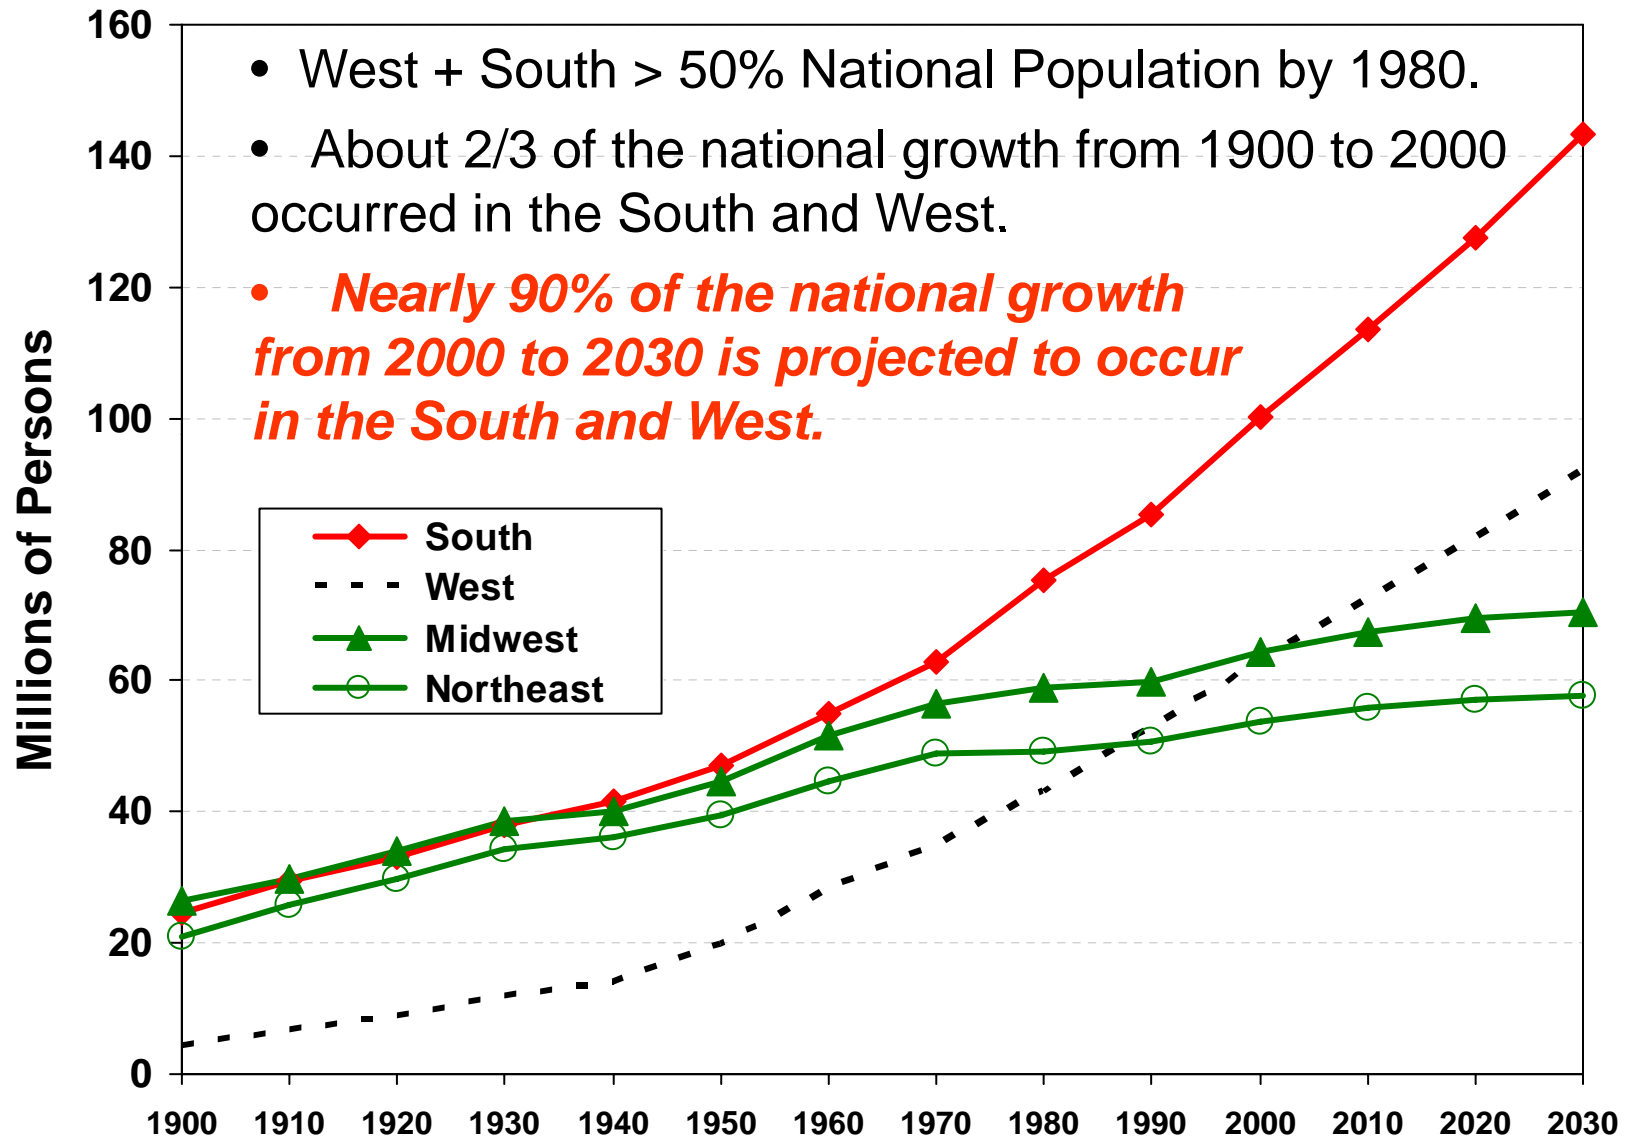 160
• West + South > 50% National Population by 1980.
140
• About 2/3 of the national growth from 1900 to 2000
occurred in the South and West.
120
• Nearly 90% of the national growth
from 2000 to 2030 is projected to occur
in the South and West.
100
80
60
40
20
0
Millions of Persons
South
West
Midwest
Northeast
1900 1910 1920 1930 1940 1950 1960 1970 1980 1990 2000 2010 2020 2030